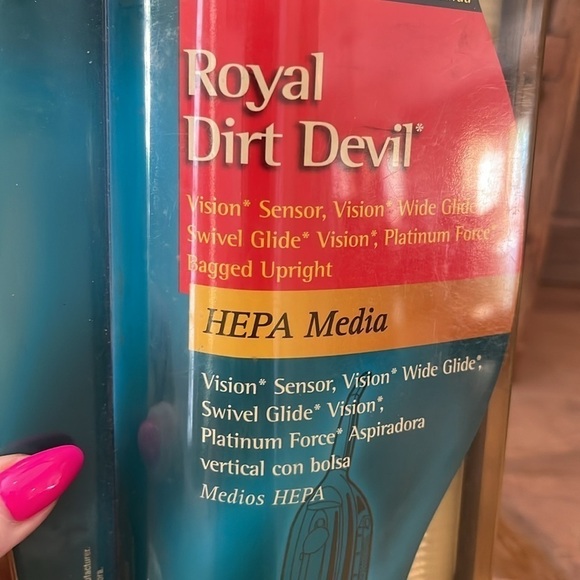 Royal
Dirt Devil*
Vision* Sensor, Vision* Wide Glide*,
Swivel Glide* Vision*, Platinum Force*
Bagged Upright
HEPA Media
Vision* Sensor, Vision* Wide Glide*,
Swivel Glide* Vision*,
Platinum Force* Aspiradora
vertical con bolsa
Medios HEPA